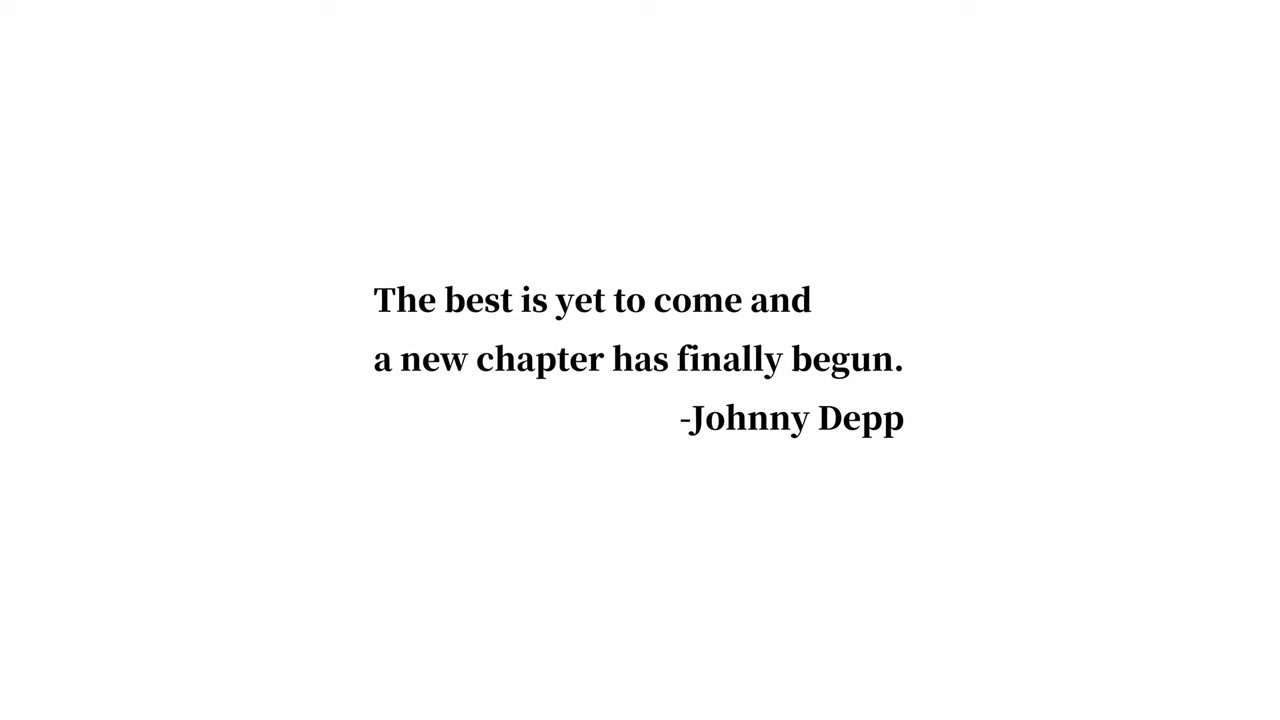 The best is yet to come and
a new chapter has finally begun.
-Johnny Depp